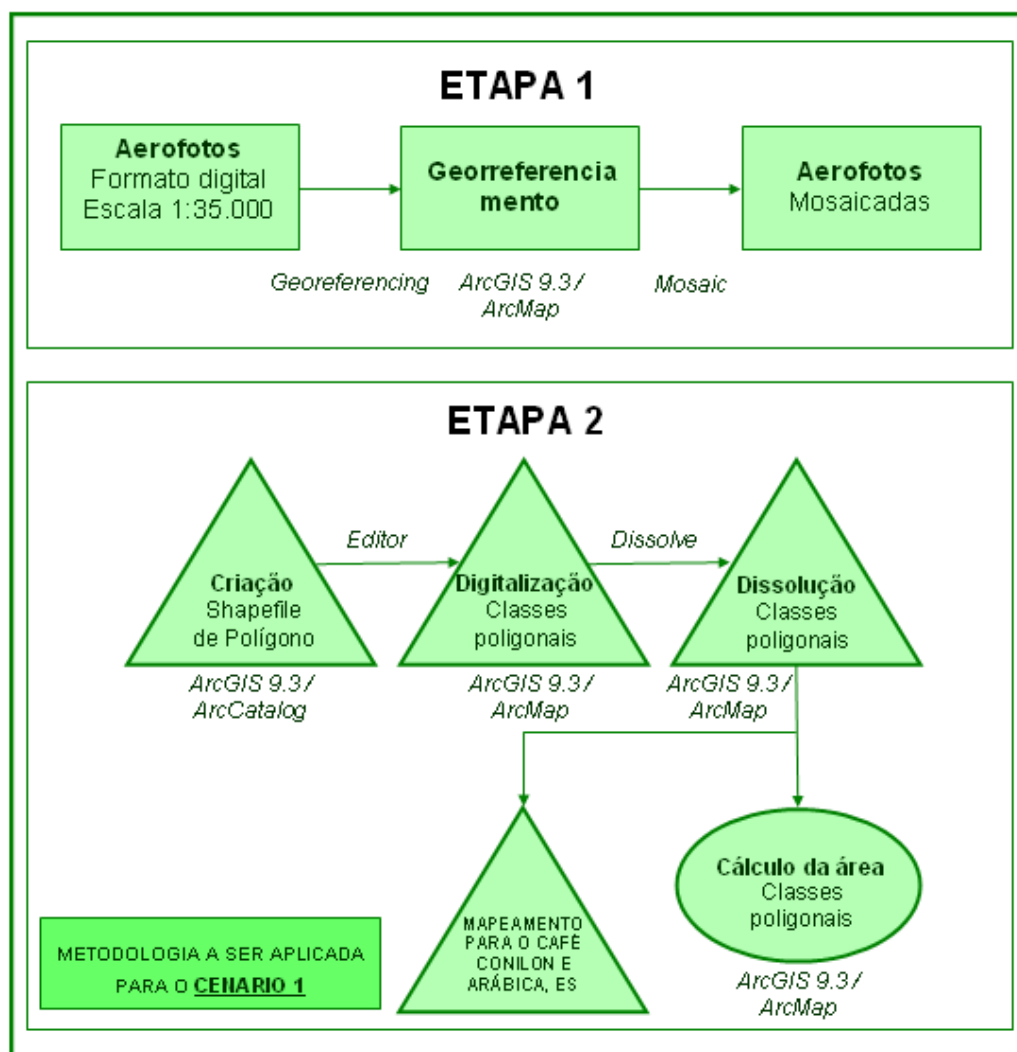 ETAPA 1
Aerofotos
Formato digital
Escala 1:35.000
Georreferencia
mento
Aerofotos
Mosaicadas
Georeferencing
ArcGIS 9.3 /
ArcMap
Mosaic
ETAPA 2
Editor
Dissolve
Criação
Shapefile
de Polígono
Digitalização
Classes
poligonais
Dissolução
Classes
poligonais
ArcGIS 9.3 /
ArcCatalog
ArcGIS 9.3 /
ArcMap
ArcGIS 9.3 /
ArcMap
MAPEAMENTO
PARA O CAFÉ
CONILON E
ARÁBICA, ES
Cálculo da área
Classes
poligonais
ArcGIS 9.3 /
ArcMap
METODOLOGIA A SER APLICADA
PARA O CENARIO 1